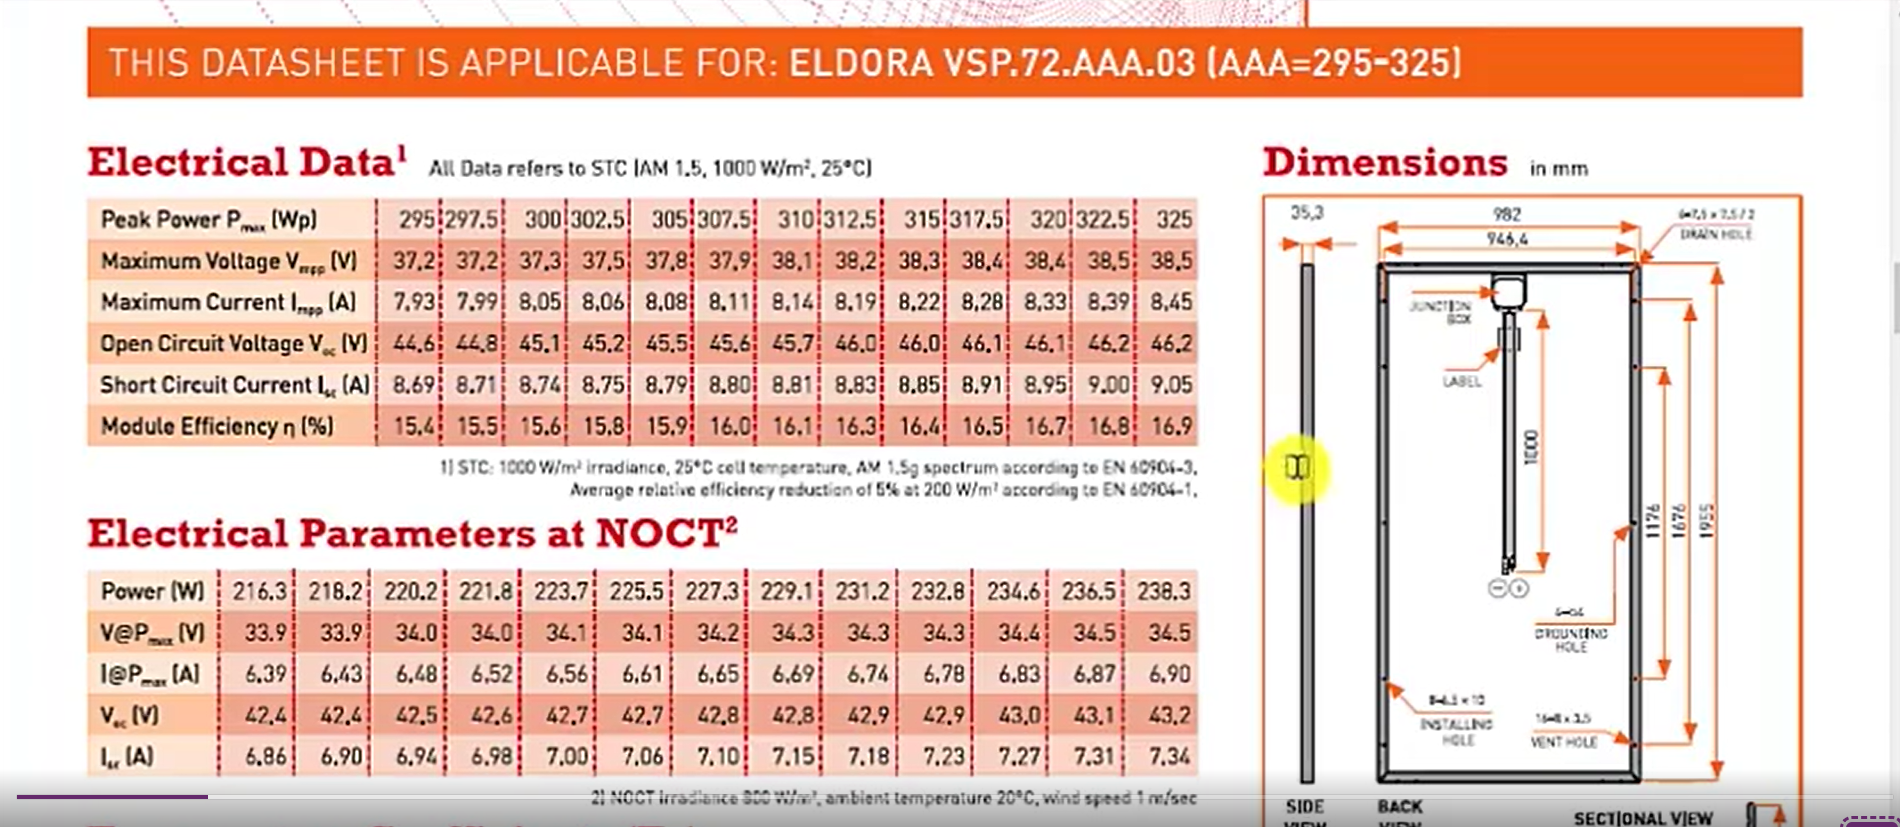 THIS DATASHEET IS APPLICABLE FOR: ELDORA VSP.72.AAA.03 (AAA=295-325)
Electrical Data¹ All Data refers to STC (AM 1.5, 1000 W/m², 25°C)
Peak Power Pmax (Wp) 295 297.5 300 302.5 305 307.5 310 312.5 315 317.5 320 322.5 325
Maximum Voltage Vmpp (V) 37.2 37.2 37.3 37.5 37.8 37.9 38.1 38.2 38.3 38.4 38.4 38.5 38.5
Maximum Current Impp (A) 7.93 7.99 8.05 8.06 8.08 8.11 8.14 8.19 8.22 8.28 8.33 8.39 8.45
Open Circuit Voltage Voc (V) 44.6 44.8 45.1 45.2 45.5 45.6 45.7 46.0 46.0 46.1 46.1 46.2 46.2
Short Circuit Current Isc (A) 8.69 8.71 8.74 8.75 8.79 8.80 8.81 8.83 8.85 8.91 8.95 9.00 9.05
Module Efficiency η (%) 15.4 15.5 15.6 15.8 15.9 16.0 16.1 16.3 16.4 16.5 16.7 16.8 16.9
1) STC: 1000 W/m² irradiance, 25°C cell temperature, AM 1.5g spectrum according to EN 60904-3.
Average relative efficiency reduction of 5% at 200 W/m² according to EN 60904-1.
Electrical Parameters at NOCT²
Power (W) 216.3 218.2 220.2 221.8 223.7 225.5 227.3 229.1 231.2 232.8 234.6 236.5 238.3
V@Pmax (V) 33.9 33.9 34.0 34.0 34.1 34.1 34.2 34.3 34.3 34.3 34.4 34.5 34.5
I@Pmax (A) 6.39 6.43 6.48 6.52 6.56 6.61 6.65 6.69 6.74 6.78 6.83 6.87 6.90
Voc (V) 42.4 42.4 42.5 42.6 42.7 42.7 42.8 42.8 42.9 42.9 43.0 43.1 43.2
Isc (A) 6.86 6.90 6.94 6.98 7.00 7.06 7.10 7.15 7.18 7.23 7.27 7.31 7.34
2) NOCT irradiance 800 W/m², ambient temperature 20°C, wind speed 1 m/sec
Dimensions in mm
35,3
982
946,4
DRAIN HOLE
JUNCTION
BOX
LABEL
1000
1176
1676
1955
GROUNDING
HOLE
INSTALLING
HOLE
VENT HOLE
SIDE
VIEW
BACK
VIEW
SECTIONAL VIEW